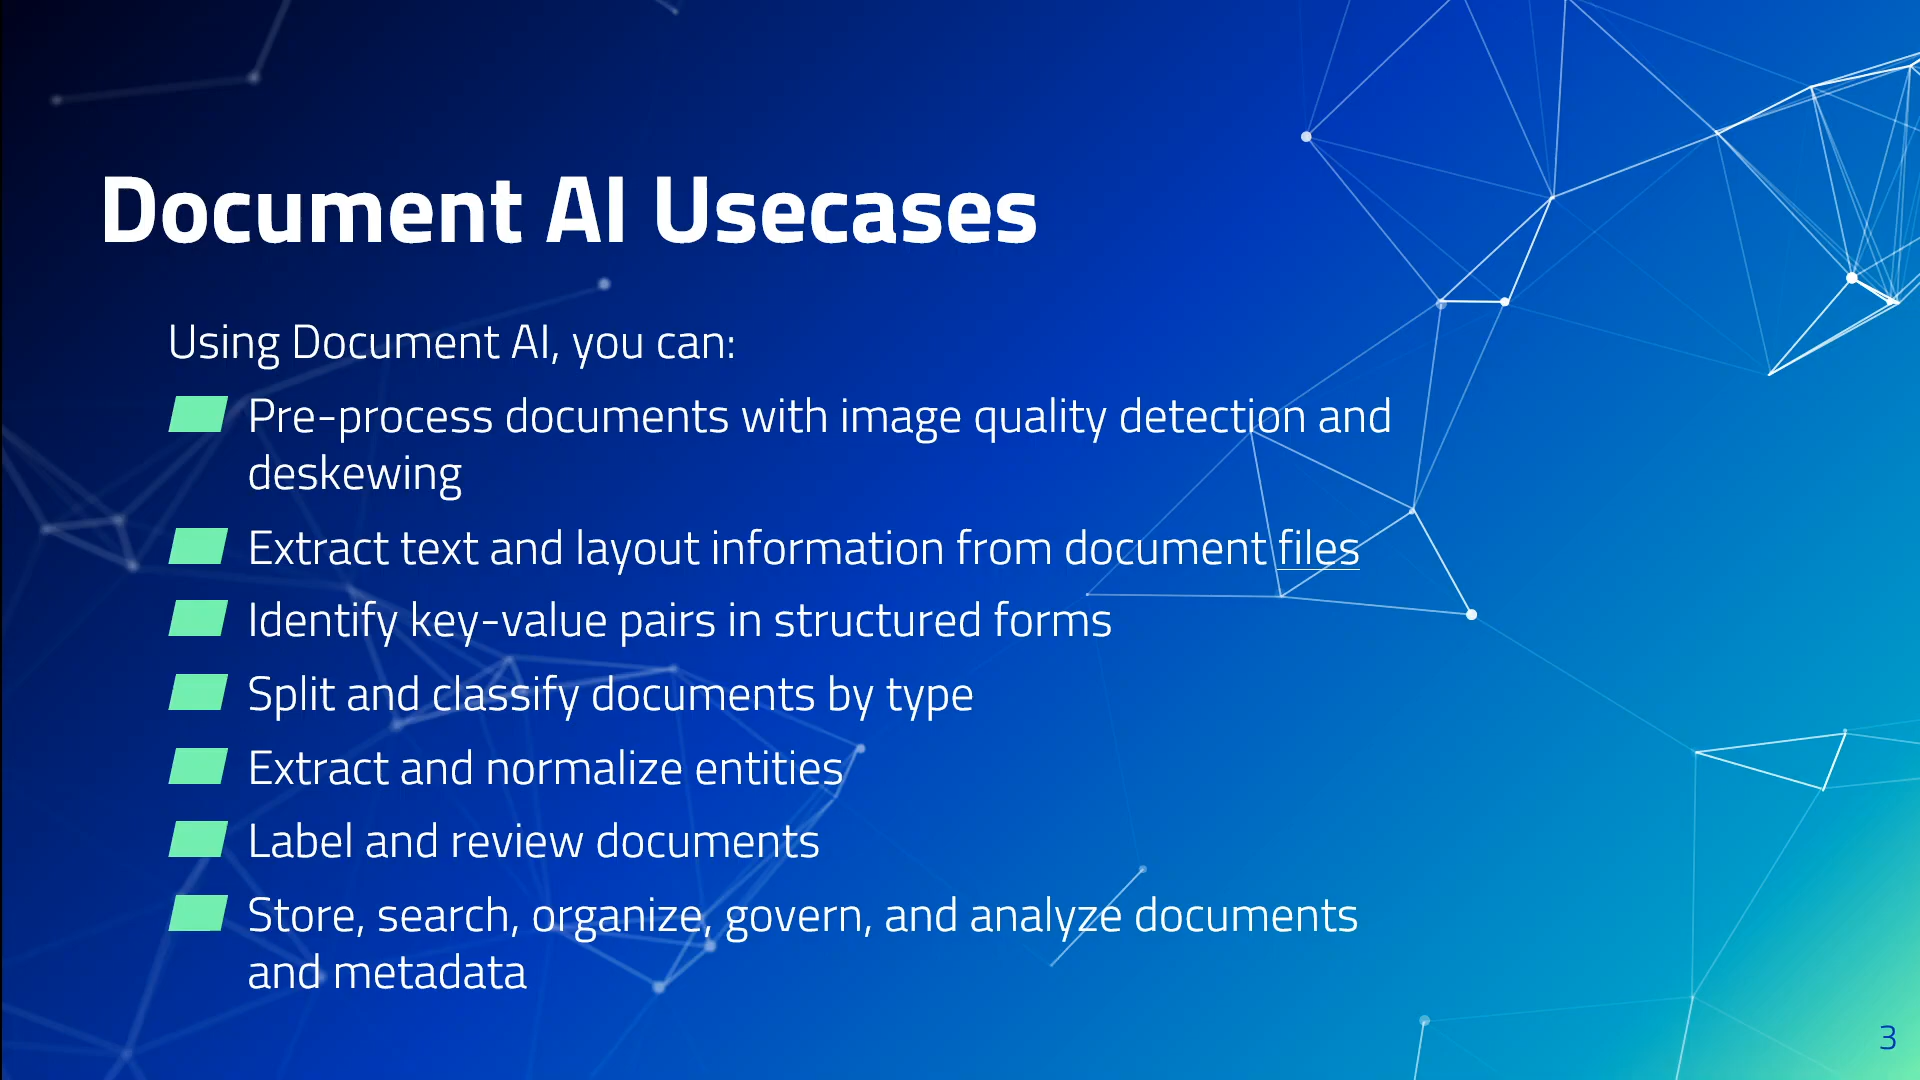 Document AI Usecases
Using Document AI, you can:
Pre-process documents with image quality detection and
deskewing
Extract text and layout information from document files
Identify key-value pairs in structured forms
Split and classify documents by type
Extract and normalize entities
Label and review documents
Store, search, organize, govern, and analyze documents
and metadata
3